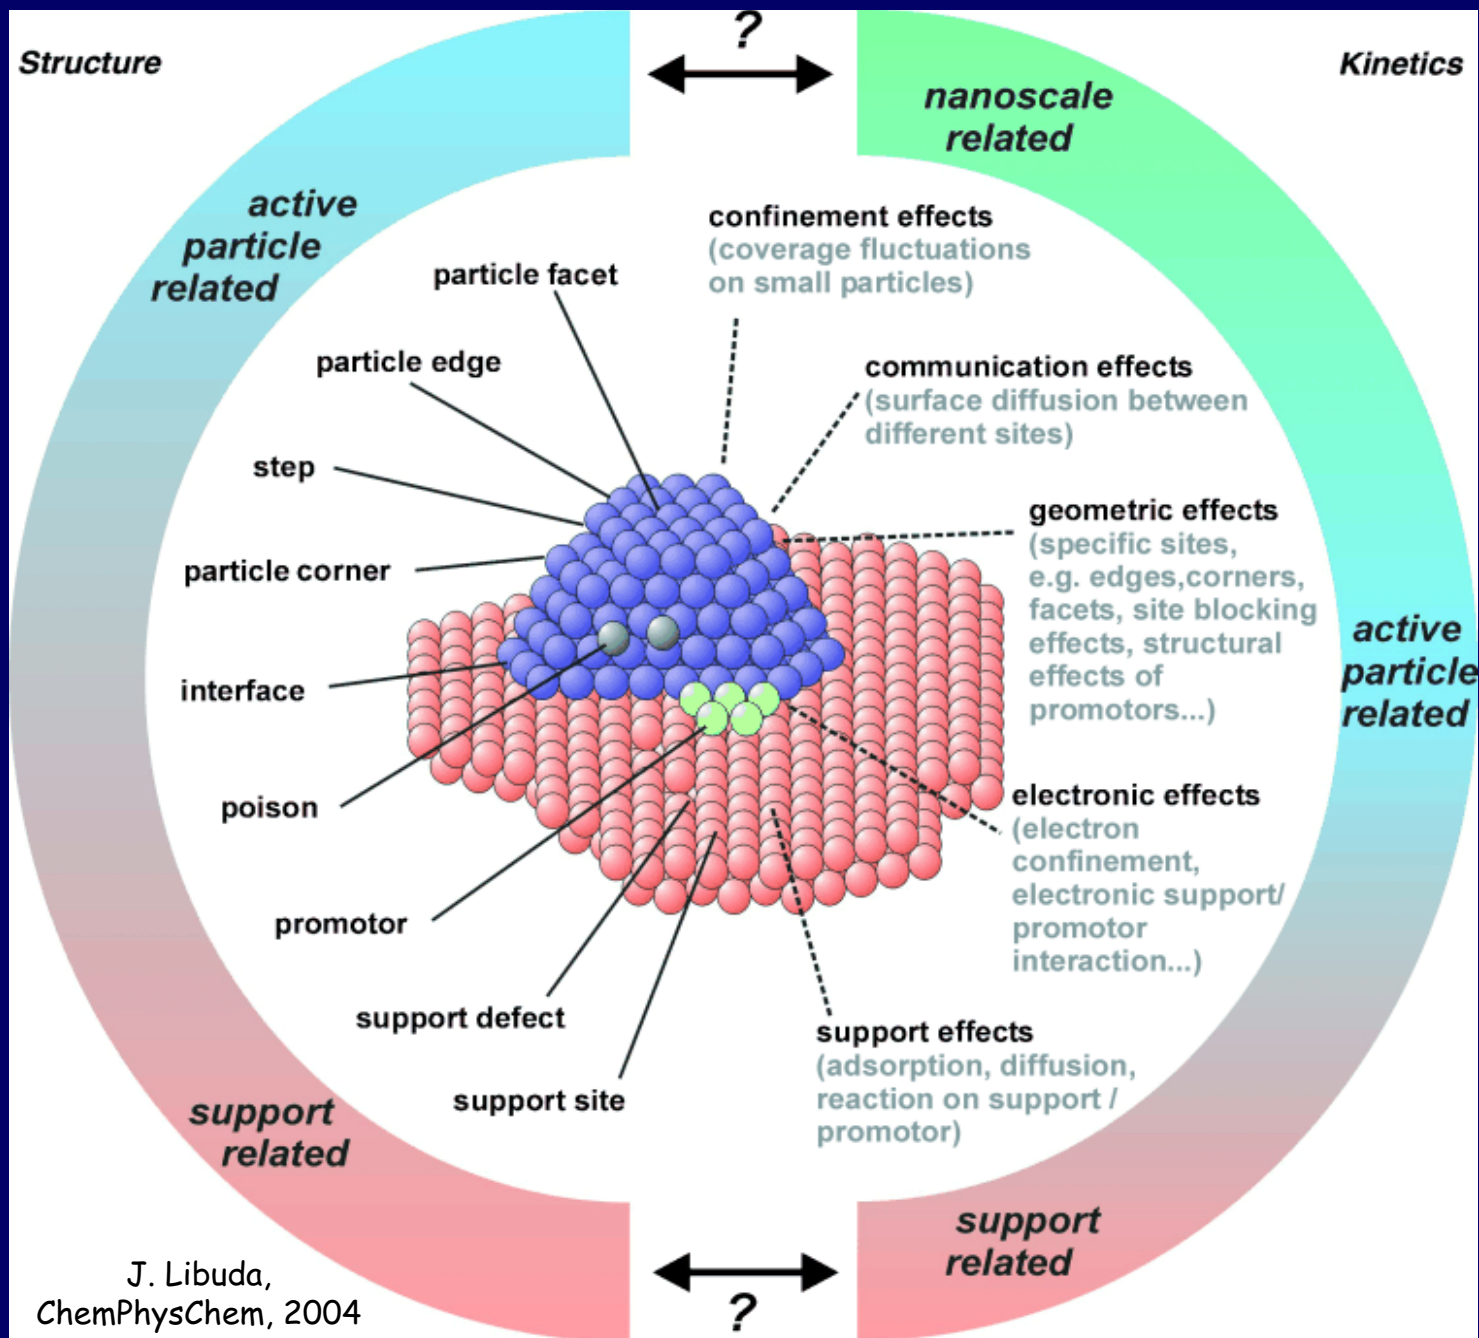 ?
Structure
Kinetics
nanoscale
related
active
particle
related
confinement effects
(coverage fluctuations
on small particles)
particle facet
particle edge
communication effects
(surface diffusion between
different sites)
step
geometric effects
(specific sites,
e.g. edges,corners,
facets, site blocking
effects, structural
effects of
promotors...)
particle corner
active
particle
related
interface
poison
electronic effects
(electron
confinement,
electronic support/
promotor
interaction...)
promotor
support defect
support effects
(adsorption, diffusion,
reaction on support /
promotor)
support site
support
related
support
related
J. Libuda,
ChemPhysChem, 2004
?